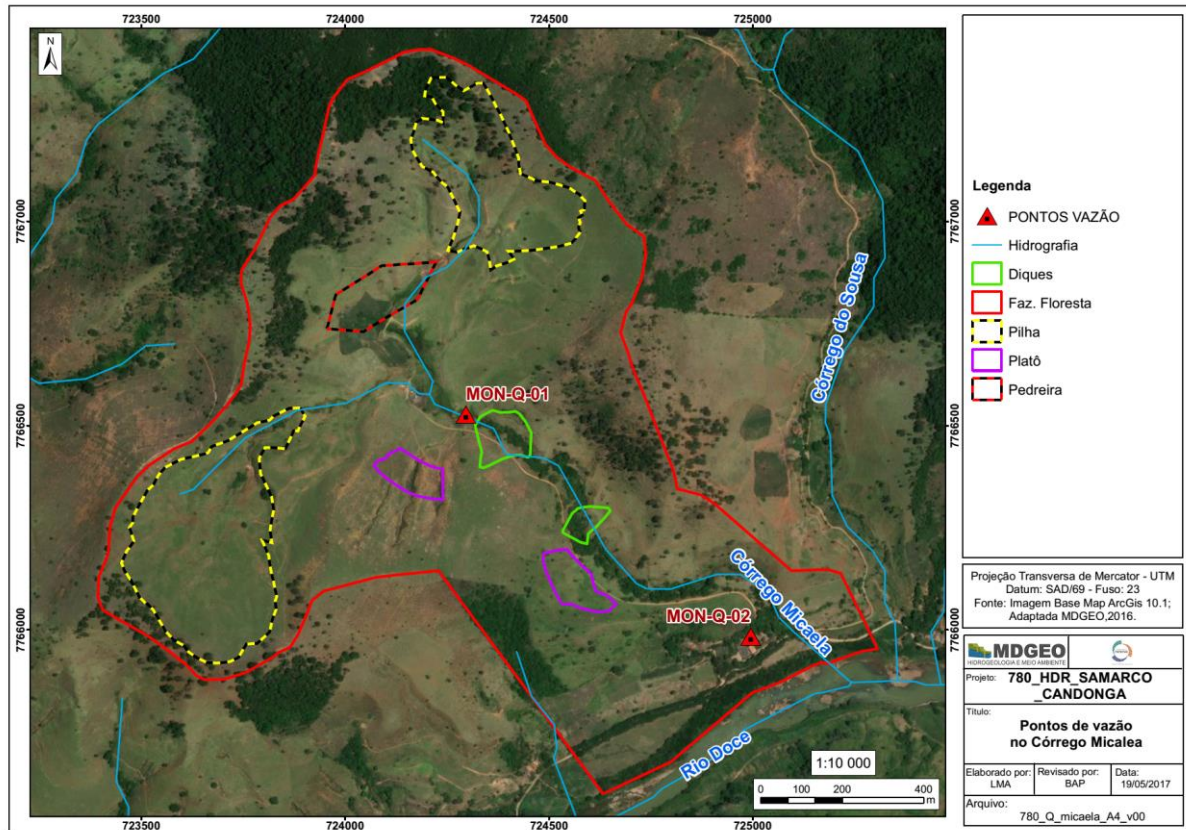 723500 724000 724500 725000
N
7767000
7766500
7766000
7767000
7766500
7766000
MON-Q-01
MON-Q-02
Córrego do Sousa
Córrego Micaela
Rio Doce
1:10 000
0 100 200 400
m
723500 724000 724500 725000
Legenda
PONTOS VAZÃO
Hidrografia
Diques
Faz. Floresta
Pilha
Platô
Pedreira
Projeção Transversa de Mercator - UTM
Datum: SAD/69 - Fuso: 23
Fonte: Imagem Base Map ArcGis 10.1;
Adaptada MDGEO,2016.
MDGEO
HIDROGEOLOGIA E MEIO AMBIENTE
Projeto: 780_HDR_SAMARCO
_CANDONGA
Título:
Pontos de vazão
no Córrego Micalea
Elaborado por: Revisado por: Data:
LMA BAP 19/05/2017
Arquivo:
780_Q_micaela_A4_v00